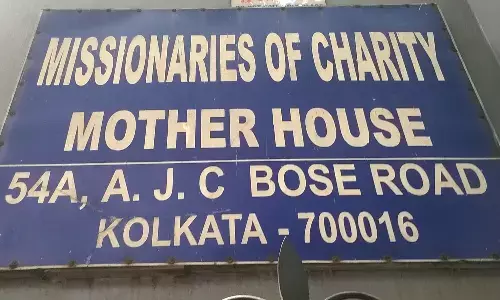 MISSIONARIES OF CHARITY
MOTHER HOUSE
54A, A. J. C BOSE ROAD
KOLKATA - 700016